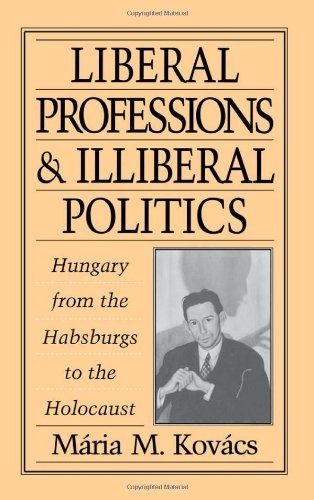 LIBERAL
PROFESSIONS
& ILLIBERAL
POLITICS
Hungary
from the
Habsburgs
to the
Holocaust
Mária M. Kovács